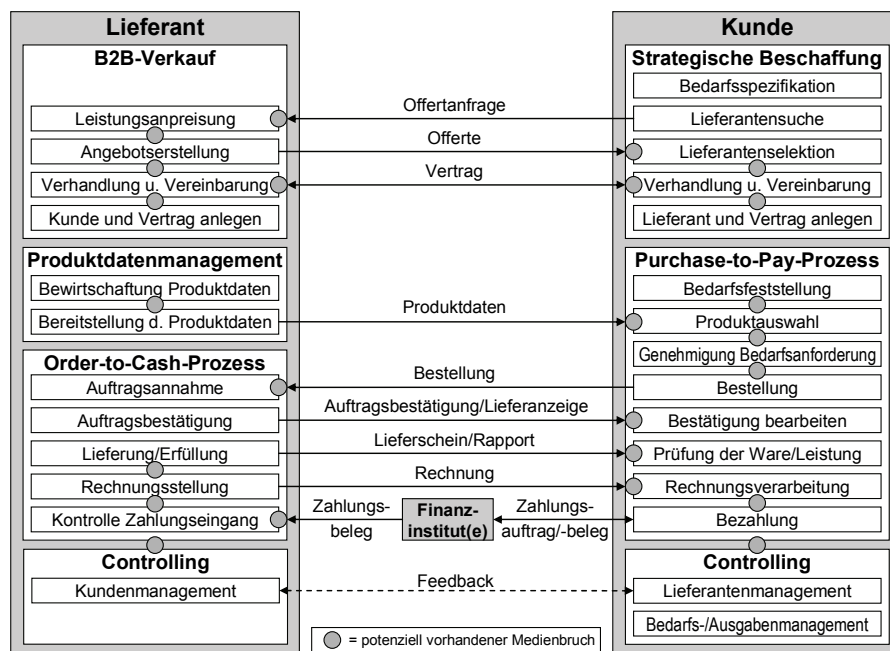 Lieferant
B2B-Verkauf
Leistungsanpreisung
Angebotserstellung
Verhandlung u. Vereinbarung
Kunde und Vertrag anlegen
Produktdatenmanagement
Bewirtschaftung Produktdaten
Bereitstellung d. Produktdaten
Order-to-Cash-Prozess
Auftragsannahme
Auftragsbestätigung
Lieferung/Erfüllung
Rechnungsstellung
Kontrolle Zahlungseingang
Controlling
Kundenmanagement
Offertanfrage
Offerte
Vertrag
Produktdaten
Bestellung
Auftragsbestätigung/Lieferanzeige
Lieferschein/Rapport
Rechnung
Zahlungs-
beleg
Finanz-
institut(e)
Zahlungs-
auftrag/-beleg
Feedback
= potenziell vorhandener Medienbruch
Kunde
Strategische Beschaffung
Bedarfsspezifikation
Lieferantensuche
Lieferantenselektion
Verhandlung u. Vereinbarung
Lieferant und Vertrag anlegen
Purchase-to-Pay-Prozess
Bedarfsfeststellung
Produktauswahl
Genehmigung Bedarfsanforderung
Bestellung
Bestätigung bearbeiten
Prüfung der Ware/Leistung
Rechnungsverarbeitung
Bezahlung
Controlling
Lieferantenmanagement
Bedarfs-/Ausgabenmanagement